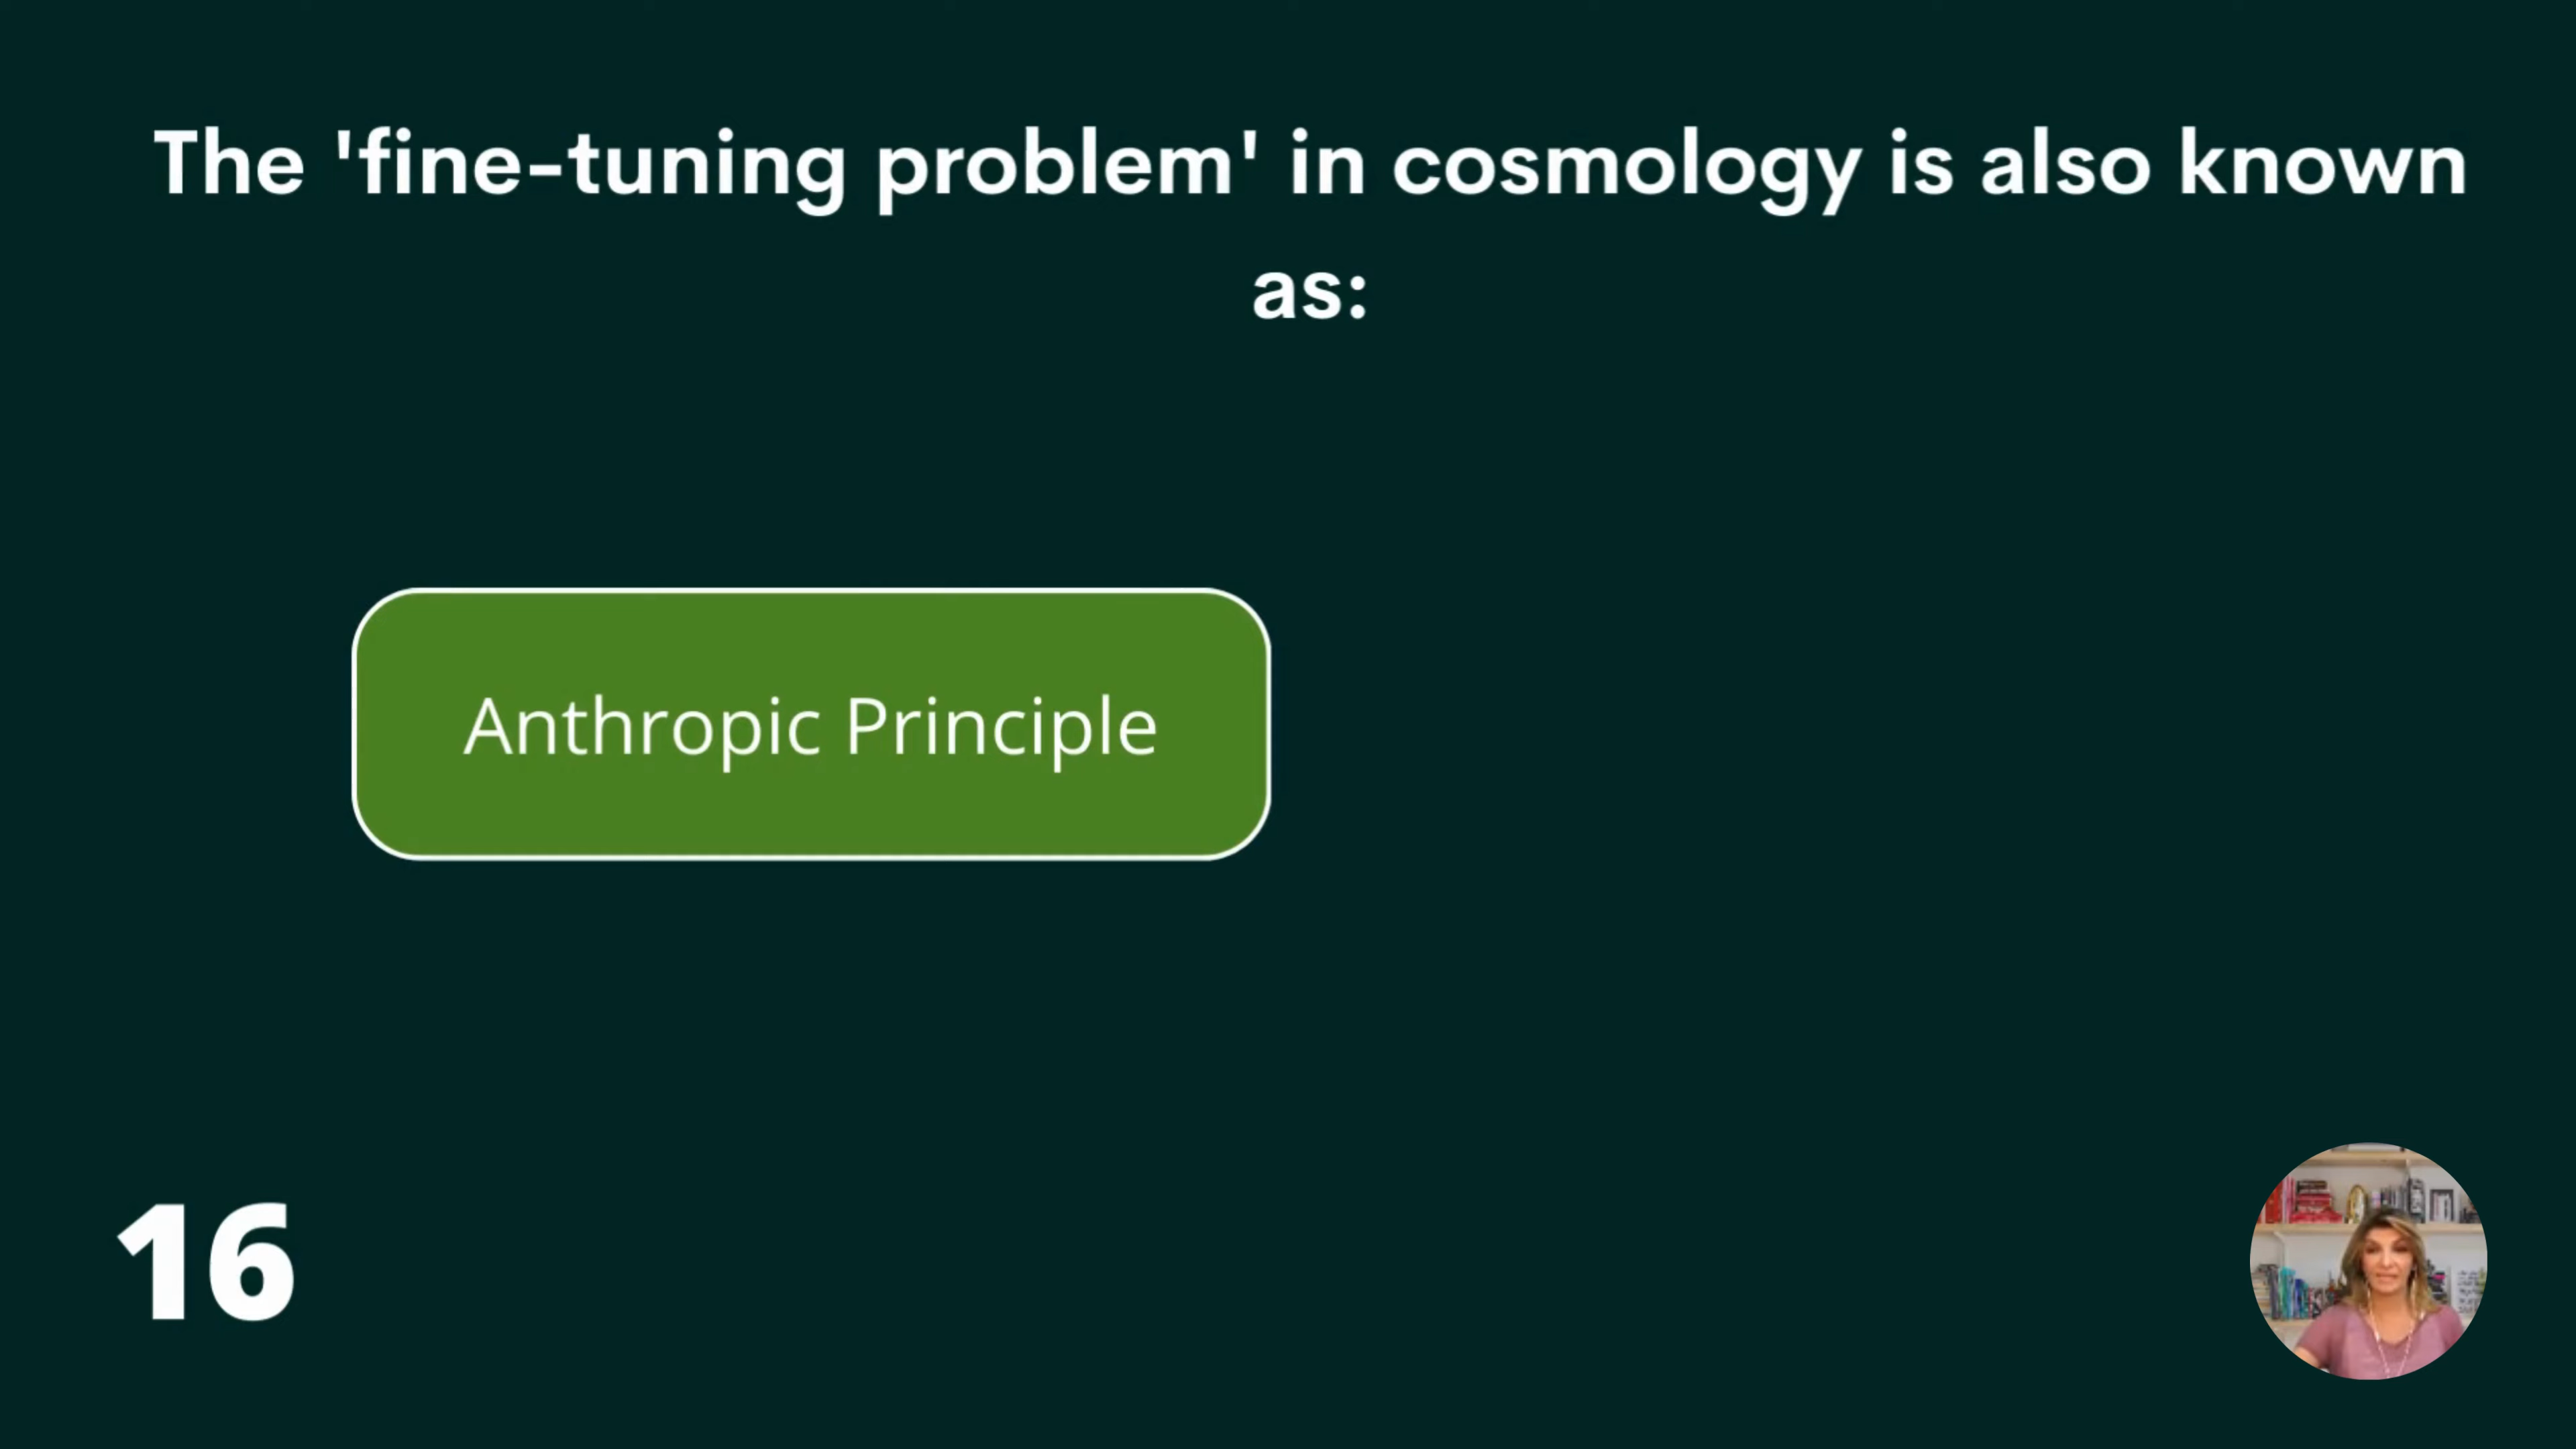 The 'fine-tuning problem' in cosmology is also known
as:
Anthropic Principle
16